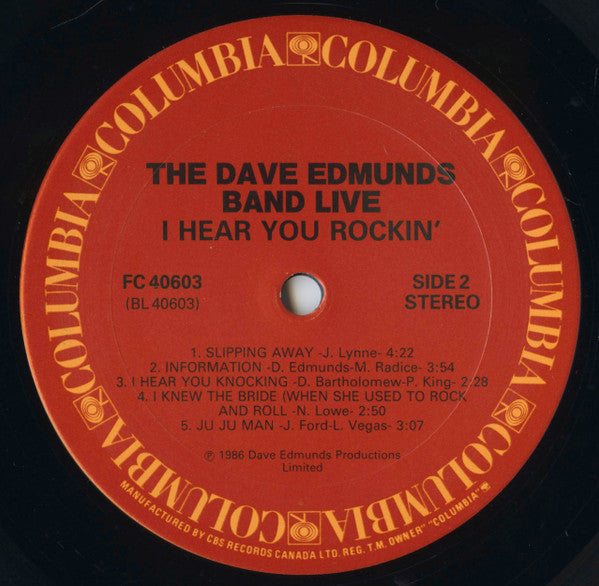 COLUMBIA COLUMBIA COLUMBIA COLUMBIA COLUMBIA COLUMBIA COLUMBIA COLUMBIA
THE DAVE EDMUNDS
BAND LIVE
I HEAR YOU ROCKIN'
FC 40603
(BL 40603)
SIDE 2
STEREO
1. SLIPPING AWAY -J. Lynne- 4:22
2. INFORMATION -D. Edmunds-M. Radice- 3:54
3. I HEAR YOU KNOCKING -D. Bartholomew-P. King- 2:28
4. I KNEW THE BRIDE (WHEN SHE USED TO ROCK
AND ROLL -N. Lowe- 2:50
5. JU JU MAN -J. Ford-L. Vegas- 3:07
℗ 1986 Dave Edmunds Productions
Limited
MANUFACTURED BY CBS RECORDS CANADA LTD. REG. T.M. OWNER "COLUMBIA"